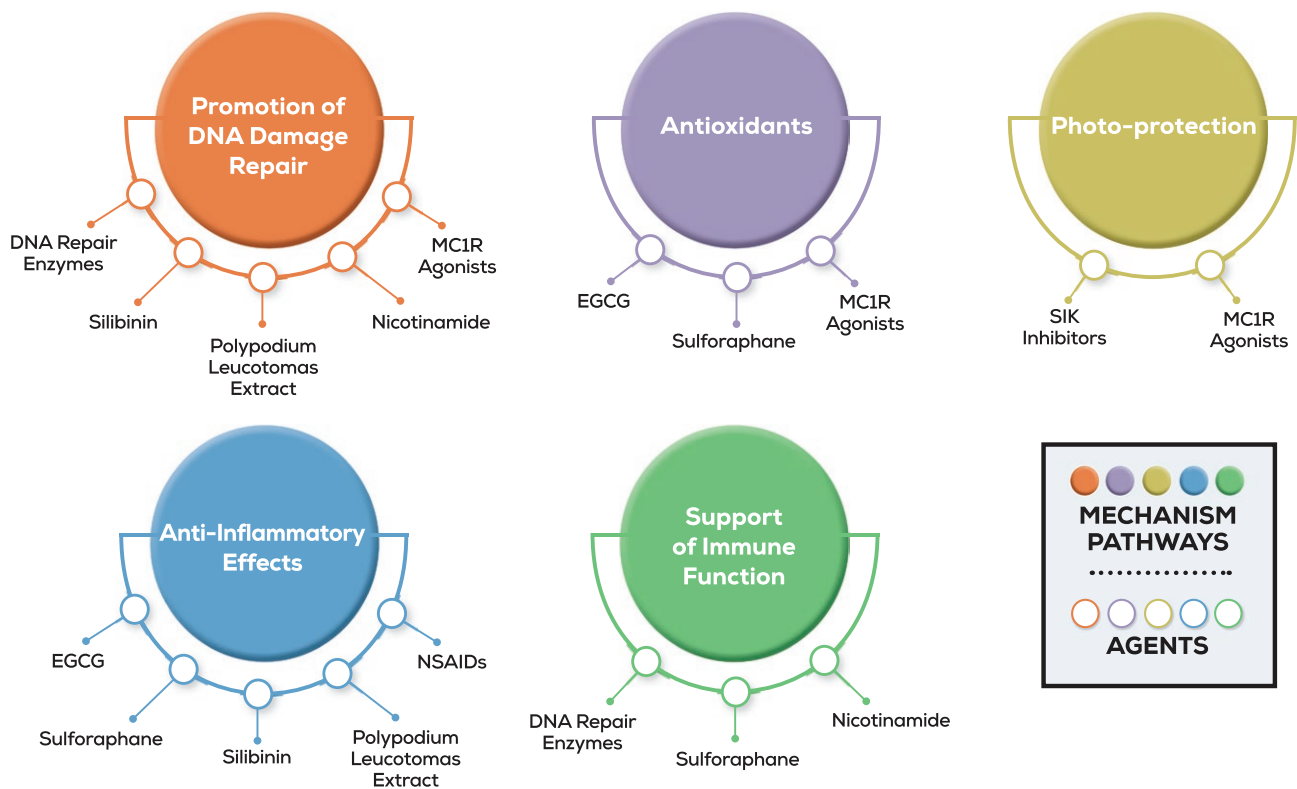 Promotion of
DNA Damage
Repair
DNA Repair
Enzymes
Silibinin
Polypodium
Leucotomas
Extract
Nicotinamide
MC1R
Agonists
Antioxidants
EGCG
Sulforaphane
MC1R
Agonists
Photo-protection
SIK
Inhibitors
MC1R
Agonists
Anti-Inflammatory
Effects
EGCG
Sulforaphane
Silibinin
Polypodium
Leucotomas
Extract
NSAIDs
Support
of Immune
Function
DNA Repair
Enzymes
Sulforaphane
Nicotinamide
MECHANISM
PATHWAYS
AGENTS